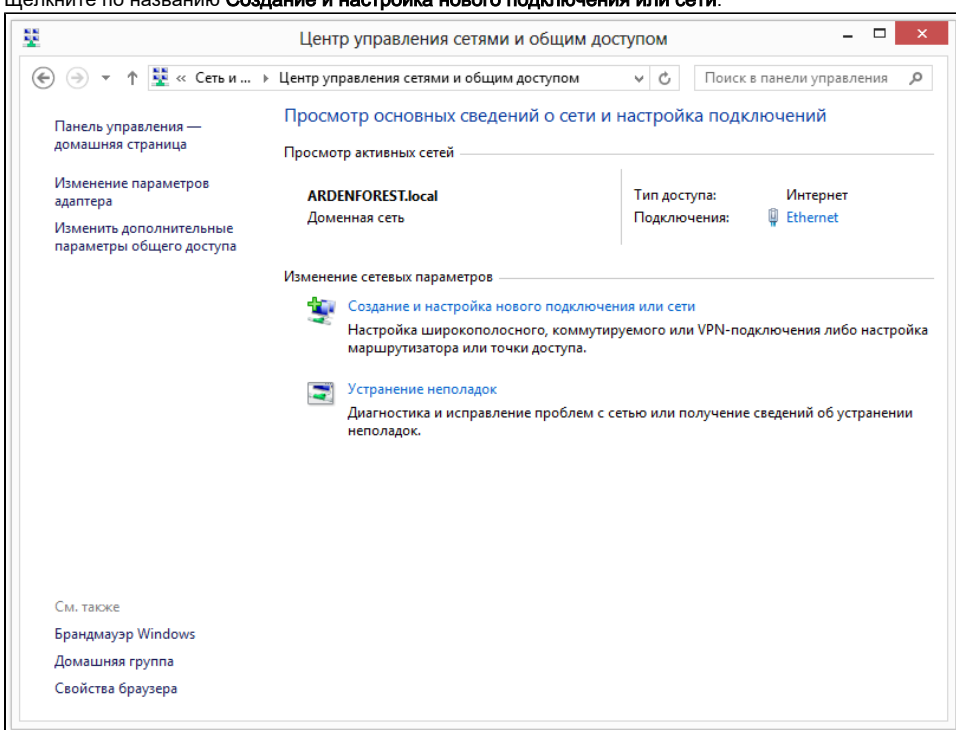 Щелкните по названию Создание и настройка нового подключения или сети.
Центр управления сетями и общим доступом
« Сеть и ... Центр управления сетями и общим доступом
Поиск в панели управления
Панель управления —
домашняя страница
Изменение параметров
адаптера
Изменить дополнительные
параметры общего доступа
Просмотр основных сведений о сети и настройка подключений
Просмотр активных сетей
ARDENFOREST.local
Доменная сеть
Тип доступа: Интернет
Подключения: Ethernet
Изменение сетевых параметров
Создание и настройка нового подключения или сети
Настройка широкополосного, коммутируемого или VPN-подключения либо настройка
маршрутизатора или точки доступа.
Устранение неполадок
Диагностика и исправление проблем с сетью или получение сведений об устранении
неполадок.
См. также
Брандмауэр Windows
Домашняя группа
Свойства браузера